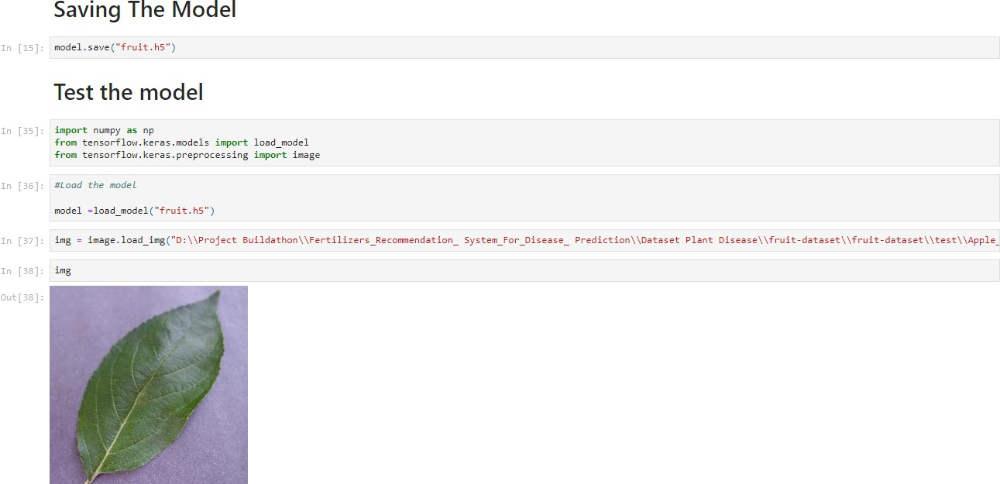 Saving The Model
In [15]: model.save("fruit.h5")
Test the model
In [35]: import numpy as np
from tensorflow.keras.models import load_model
from tensorflow.keras.preprocessing import image
In [36]: #Load the model
model =load_model("fruit.h5")
In [37]: img = image.load_img("D:\\Project Buildathon\\Fertilizers_Recommendation_ System_For_Disease_ Prediction\\Dataset Plant Disease\\fruit-dataset\\fruit-dataset\\test\\Apple_
In [38]: img
Out[38]: